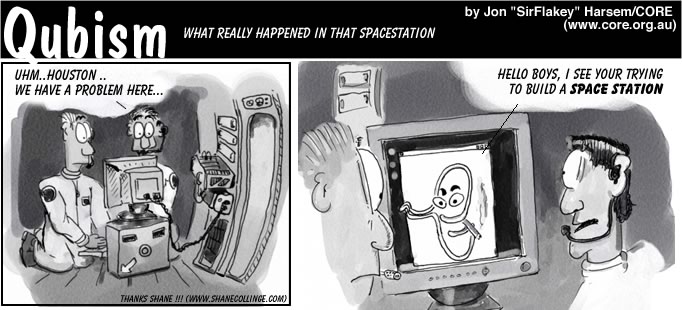 Qubism
WHAT REALLY HAPPENED IN THAT SPACESTATION
by Jon "SirFlakey" Harsem/CORE
(www.core.org.au)
UHM..HOUSTON ..
WE HAVE A PROBLEM HERE...
THANKS SHANE !!! (WWW.SHANECOLLINGE.COM)
HELLO BOYS, I SEE YOUR TRYING
TO BUILD A SPACE STATION